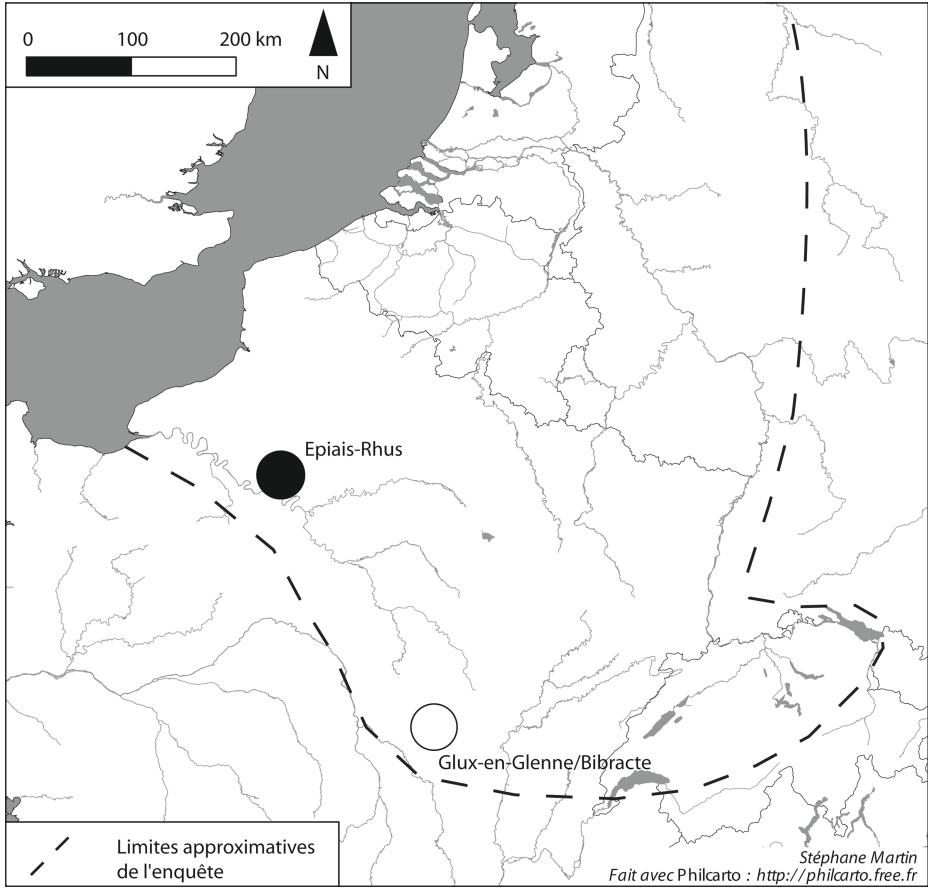 0 100 200 km
N
Epiais-Rhus
Glux-en-Glenne/Bibracte
Limites approximatives
de l'enquête
Stéphane Martin
Fait avec Philcarto : http://philcarto.free.fr